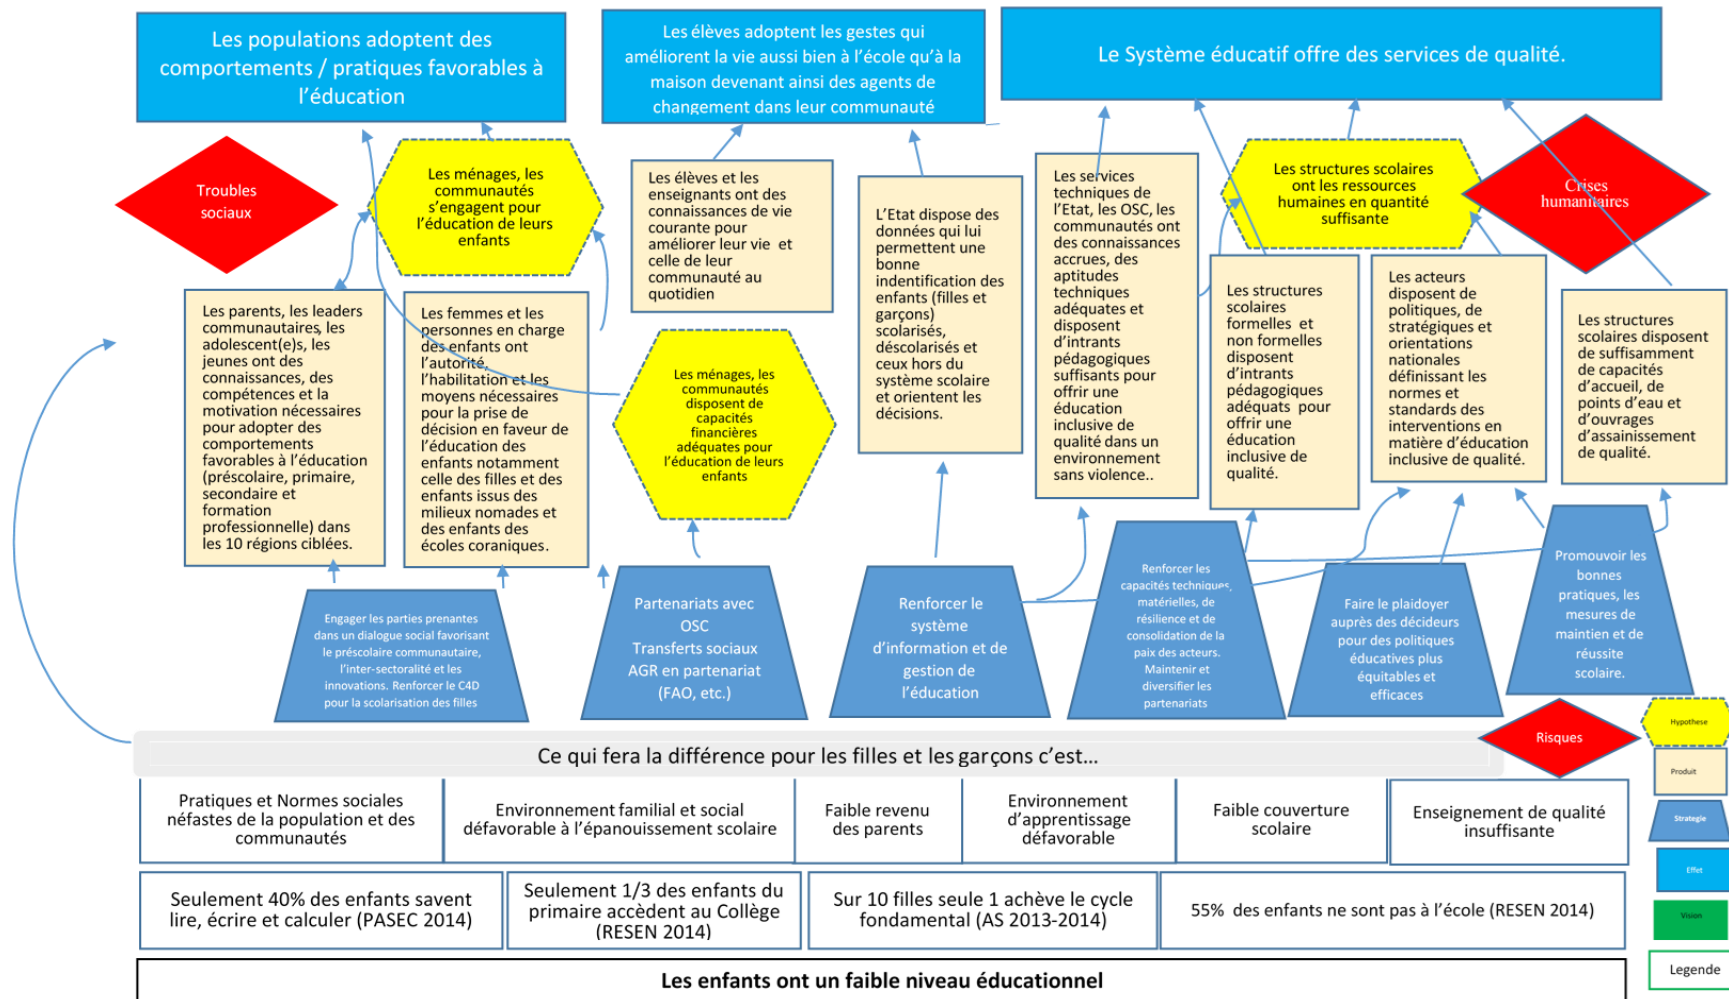 Les populations adoptent des
comportements / pratiques favorables à
l'éducation
Les élèves adoptent les gestes qui
améliorent la vie aussi bien à l'école qu'à la
maison devenant ainsi des agents de
changement dans leur communauté
Le Système éducatif offre des services de qualité.
Troubles
sociaux
Les ménages, les
communautés
s'engagent pour
l'éducation de leurs
enfants
Les élèves et les
enseignants ont des
connaissances de vie
courante pour
améliorer leur vie et
celle de leur
communauté au
quotidien
L'Etat dispose des
données qui lui
permettent une
bonne
indentification des
enfants (filles et
garçons)
scolarisés,
déscolarisés et
ceux hors du
système scolaire
et orientent les
décisions.
Les services
techniques de
l'Etat, les OSC, les
communautés ont
des connaissances
accrues, des
aptitudes
techniques
adéquates et
disposent
d'intrants
pédagogiques
suffisants pour
offrir une
éducation
inclusive de
qualité dans un
environnement
sans violence..
Les structures scolaires
ont les ressources
humaines en quantité
suffisante
Crises
humanitaires
Les parents, les leaders
communautaires, les
adolescent(e)s, les
jeunes ont des
connaissances, des
compétences et la
motivation nécessaires
pour adopter des
comportements
favorables à l'éducation
(préscolaire, primaire,
secondaire et
formation
professionnelle) dans
les 10 régions ciblées.
Les femmes et les
personnes en charge
des enfants ont
l'autorité,
l'habilitation et les
moyens nécessaires
pour la prise de
décision en faveur de
l'éducation des
enfants notamment
celle des filles et des
enfants issus des
milieux nomades et
des enfants des
écoles coraniques.
Les ménages, les
communautés
disposent de
capacités
financières
adéquates pour
l'éducation de leurs
enfants
Les structures
scolaires
formelles et
non formelles
disposent
d'intrants
pédagogiques
adéquats pour
offrir une
éducation
inclusive de
qualité.
Les acteurs
disposent de
politiques, de
stratégiques et
orientations
nationales
définissant les
normes et
standards des
interventions en
matière d'éducation
inclusive de qualité.
Les structures
scolaires disposent
de suffisamment
de capacités
d'accueil, de
points d'eau et
d'ouvrages
d'assainissement
de qualité.
Engager les parties prenantes
dans un dialogue social favorisant
le préscolaire communautaire,
l'inter-sectoralité et les
innovations. Renforcer le C4D
pour la scolarisation des filles
Partenariats avec
OSC
Transferts sociaux
AGR en partenariat
(FAO, etc.)
Renforcer le
système
d'information et de
gestion de
l'éducation
Renforcer les
capacités techniques,
matérielles, de
résilience et de
consolidation de la
paix des acteurs.
Maintenir et
diversifier les
partenariats
Faire le plaidoyer
auprès des décideurs
pour des politiques
éducatives plus
équitables et
efficaces
Promouvoir les
bonnes
pratiques, les
mesures de
maintien et de
réussite
scolaire.
Ce qui fera la différence pour les filles et les garçons c'est...
Risques
Hypothese
Produit
Strategie
Effet
Vision
Legende
Pratiques et Normes sociales
néfastes de la population et des
communautés
Environnement familial et social
défavorable à l'épanouissement scolaire
Faible revenu
des parents
Environnement
d'apprentissage
défavorable
Faible couverture
scolaire
Enseignement de qualité
insuffisante
Seulement 40% des enfants savent
lire, écrire et calculer (PASEC 2014)
Seulement 1/3 des enfants du
primaire accèdent au Collège
(RESEN 2014)
Sur 10 filles seule 1 achève le cycle
fondamental (AS 2013-2014)
55% des enfants ne sont pas à l'école (RESEN 2014)
Les enfants ont un faible niveau éducationnel